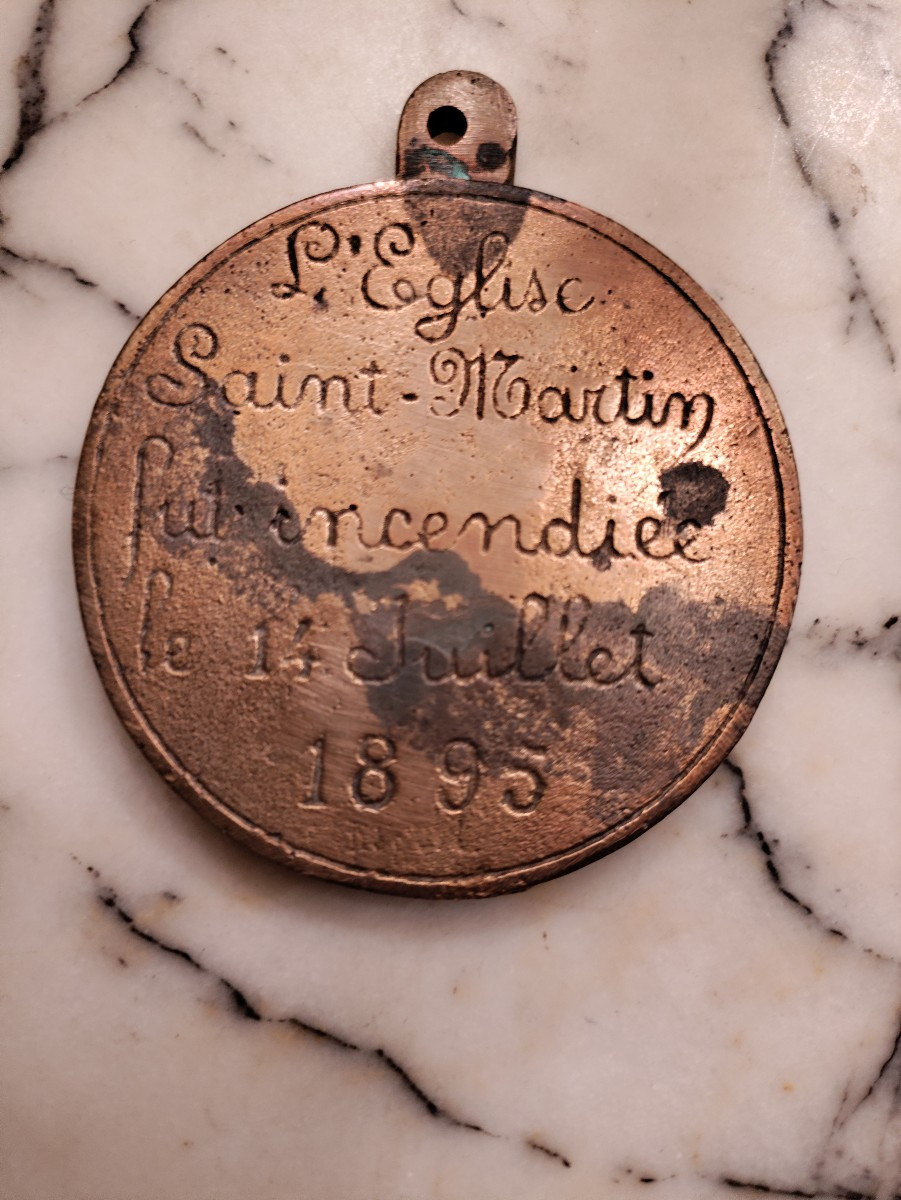 L'Eglise
Saint-Martin
fut incendiée
le 14 Juillet
1895